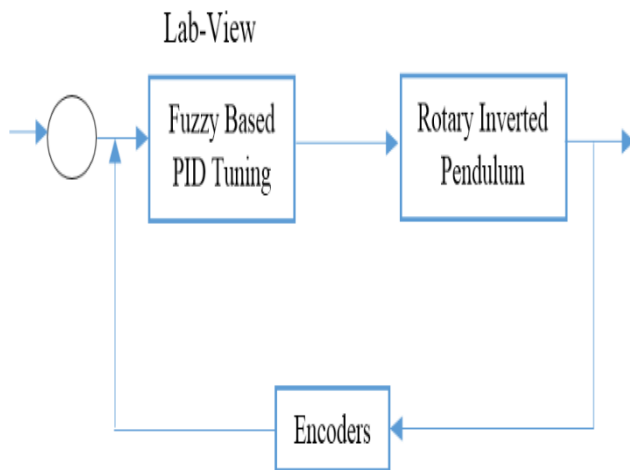 Lab-View
Fuzzy Based
PID Tuning
Rotary Inverted
Pendulum
Encoders